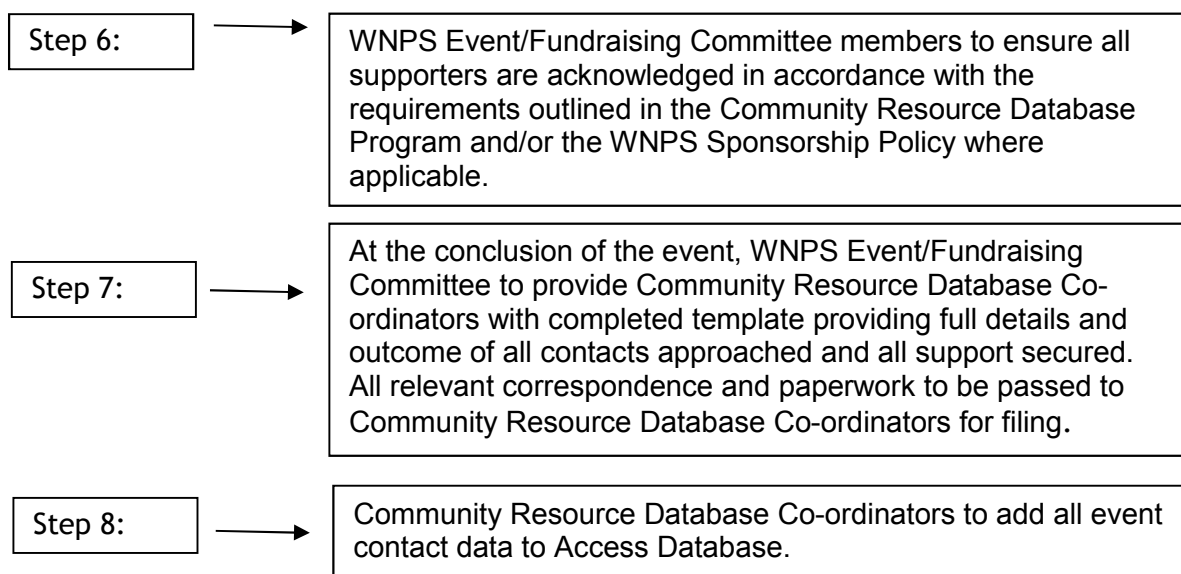 Step 6:
WNPS Event/Fundraising Committee members to ensure all
supporters are acknowledged in accordance with the
requirements outlined in the Community Resource Database
Program and/or the WNPS Sponsorship Policy where
applicable.
Step 7:
At the conclusion of the event, WNPS Event/Fundraising
Committee to provide Community Resource Database Co-
ordinators with completed template providing full details and
outcome of all contacts approached and all support secured.
All relevant correspondence and paperwork to be passed to
Community Resource Database Co-ordinators for filing.
Step 8:
Community Resource Database Co-ordinators to add all event
contact data to Access Database.